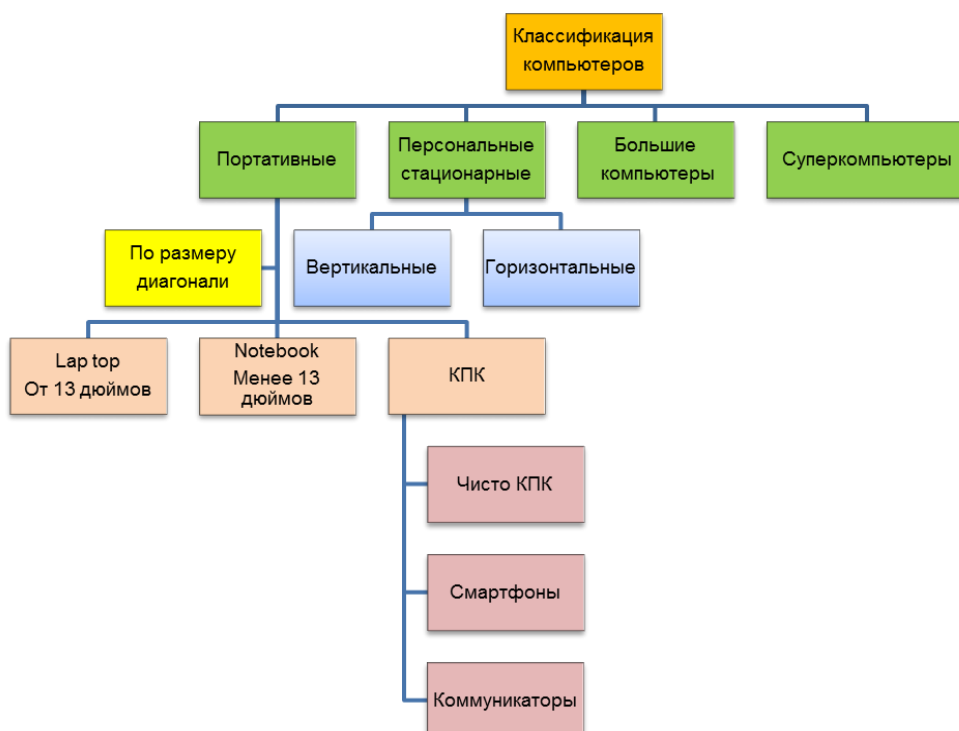 Классификация
компьютеров
Портативные
Персональные
стационарные
Большие
компьютеры
Суперкомпьютеры
По размеру
диагонали
Вертикальные
Горизонтальные
Lap top
От 13 дюймов
Notebook
Менее 13
дюймов
КПК
Чисто КПК
Смартфоны
Коммуникаторы